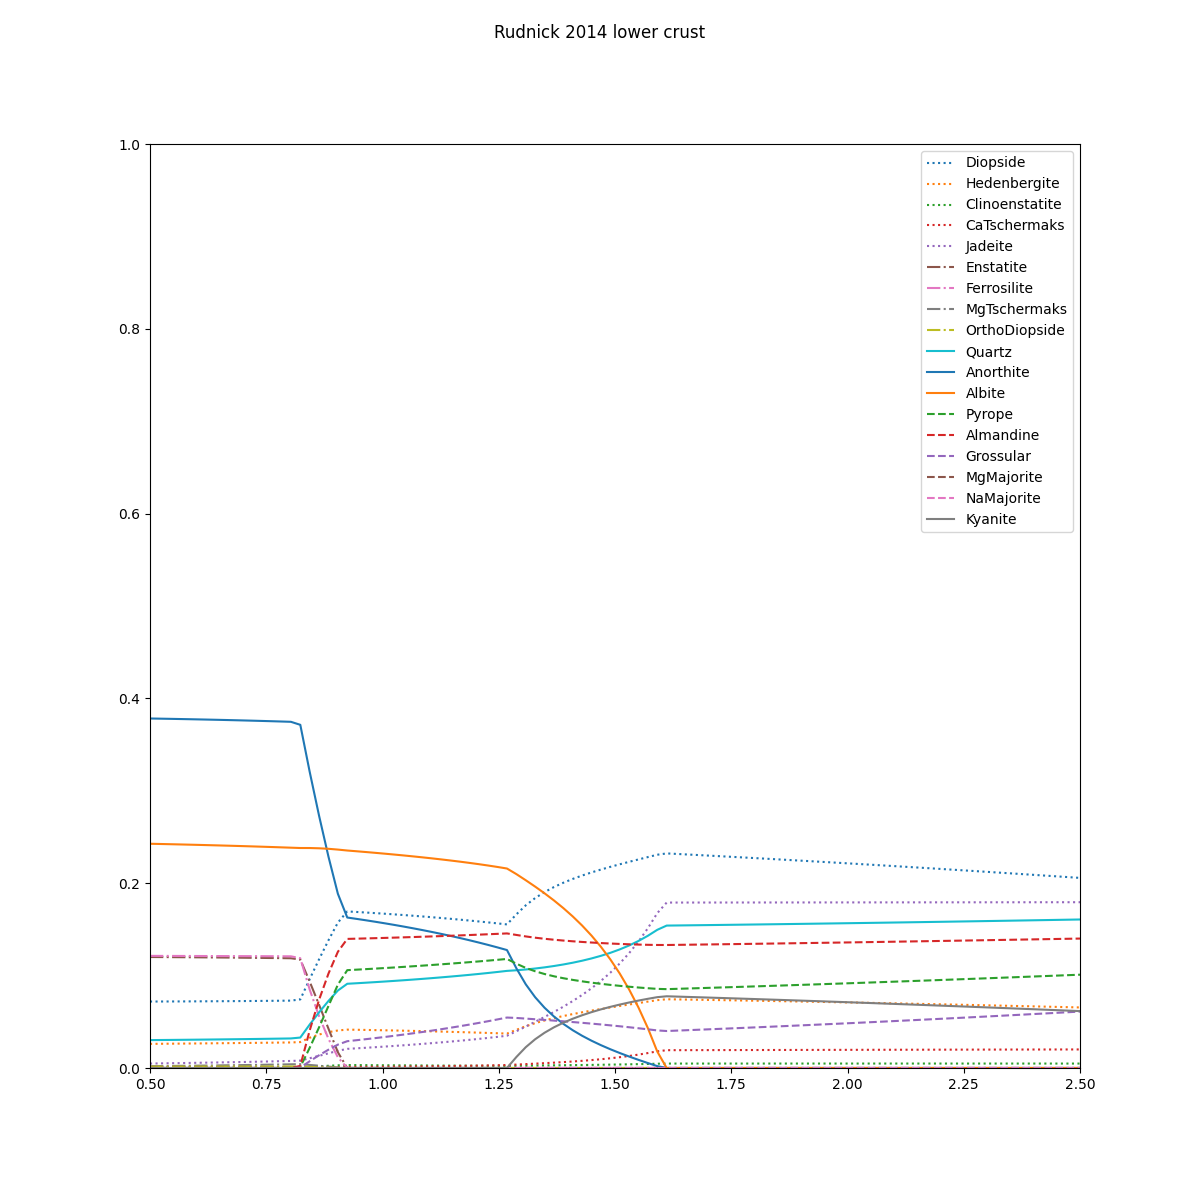 Rudnick 2014 lower crust
1.0
0.8
0.6
0.4
0.2
0.0
0.50 0.75 1.00 1.25 1.50 1.75 2.00 2.25 2.50
Diopside
Hedenbergite
Clinoenstatite
CaTschermaks
Jadeite
Enstatite
Ferrosilite
MgTschermaks
OrthoDiopside
Quartz
Anorthite
Albite
Pyrope
Almandine
Grossular
MgMajorite
NaMajorite
Kyanite